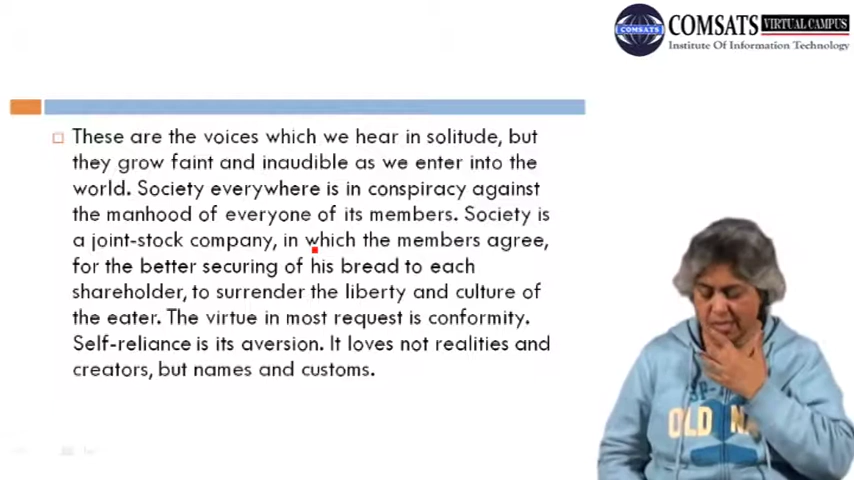 COMSATS VIRTUAL CAMPUS
COMSATS
Institute Of Information Technology
These are the voices which we hear in solitude, but
they grow faint and inaudible as we enter into the
world. Society everywhere is in conspiracy against
the manhood of everyone of its members. Society is
a joint-stock company, in which the members agree,
for the better securing of his bread to each
shareholder, to surrender the liberty and culture of
the eater. The virtue in most request is conformity.
Self-reliance is its aversion. It loves not realities and
creators, but names and customs.
OLD